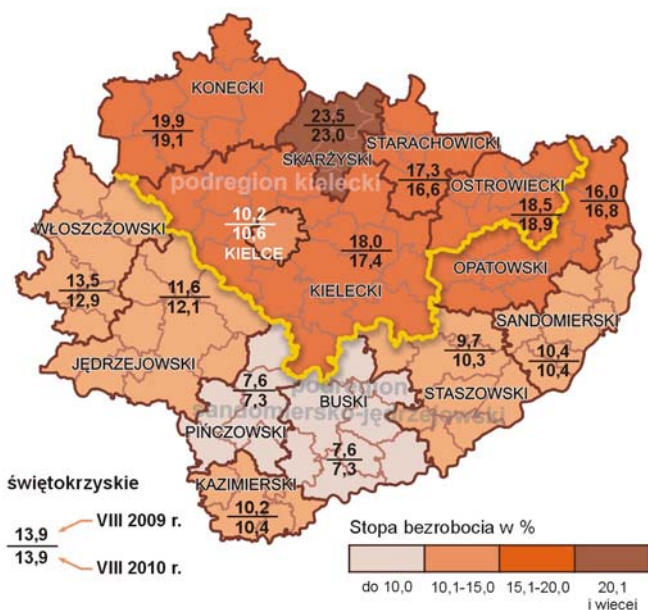 KONECKI
19,9
19,1
23,5
23,0
SKARŻYSKI
STARACHOWICKI
17,3
16,6
podregion kielecki
OSTROWIECKI
18,5
18,9
16,0
16,8
WŁOSZCZOWSKI
10,2
10,6
KIELCE
18,0
17,4
KIELECKI
OPATOWSKI
13,5
12,9
11,6
12,1
SANDOMIERSKI
JĘDRZEJOWSKI
9,7
10,3
10,4
10,4
STASZOWSKI
7,6
7,3
podregion
sandomiersko-jędrzejowski
BUSKI
PIŃCZOWSKI
7,6
7,3
KAZIMIERSKI
10,2
10,4
świętokrzyskie
13,9
13,9
VIII 2009 r.
VIII 2010 r.
Stopa bezrobocia w %
do 10,0
10,1-15,0
15,1-20,0
20,1
i wiecej